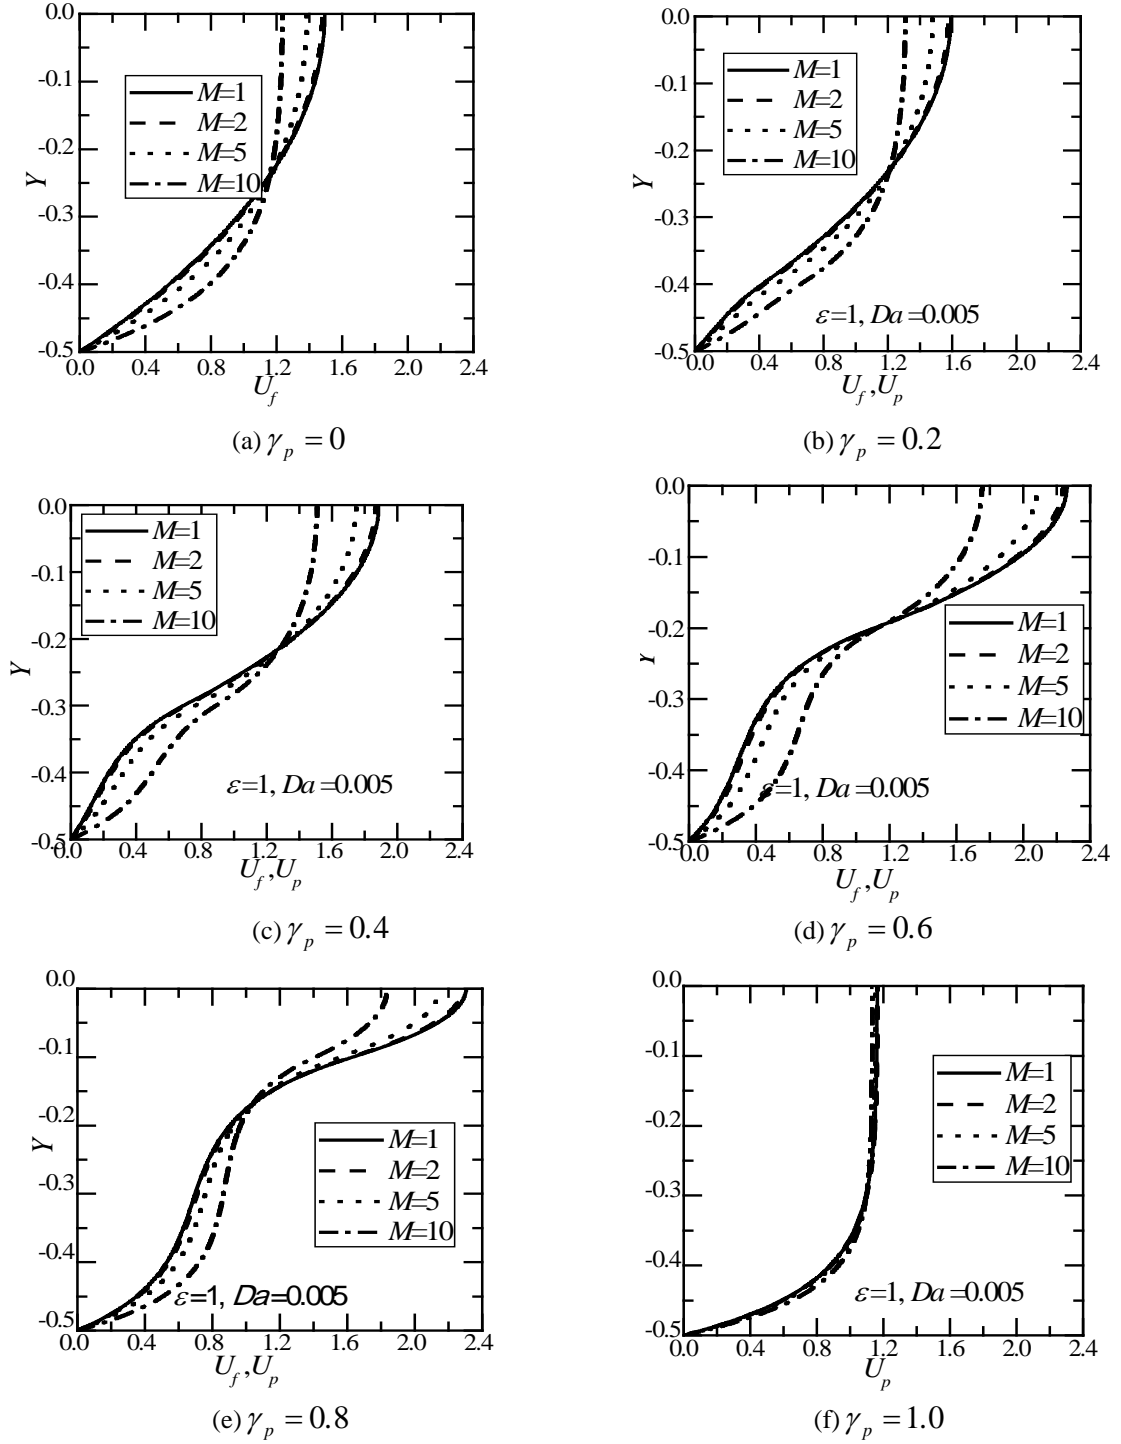 0.0
-0.1
-0.2
-0.3
-0.4
-0.5
Y
M=1
M=2
M=5
M=10
0.0 0.4 0.8 1.2 1.6 2.0 2.4
U_f
(a) γ_p = 0
0.0
-0.1
-0.2
-0.3
-0.4
-0.5
Y
M=1
M=2
M=5
M=10
ε=1, Da=0.005
0.0 0.4 0.8 1.2 1.6 2.0 2.4
U_f, U_p
(b) γ_p = 0.2
0.0
-0.1
-0.2
-0.3
-0.4
-0.5
Y
M=1
M=2
M=5
M=10
ε=1, Da=0.005
0.0 0.4 0.8 1.2 1.6 2.0 2.4
U_f, U_p
(c) γ_p = 0.4
0.0
-0.1
-0.2
-0.3
-0.4
-0.5
M=1
M=2
M=5
M=10
ε=1, Da=0.005
0.0 0.4 0.8 1.2 1.6 2.0 2.4
U_f, U_p
(d) γ_p = 0.6
0.0
-0.1
-0.2
-0.3
-0.4
-0.5
Y
M=1
M=2
M=5
M=10
ε=1, Da=0.005
0.0 0.4 0.8 1.2 1.6 2.0 2.4
U_f, U_p
(e) γ_p = 0.8
0.0
-0.1
-0.2
-0.3
-0.4
-0.5
M=1
M=2
M=5
M=10
ε=1, Da=0.005
0.0 0.4 0.8 1.2 1.6 2.0 2.4
U_p
(f) γ_p = 1.0